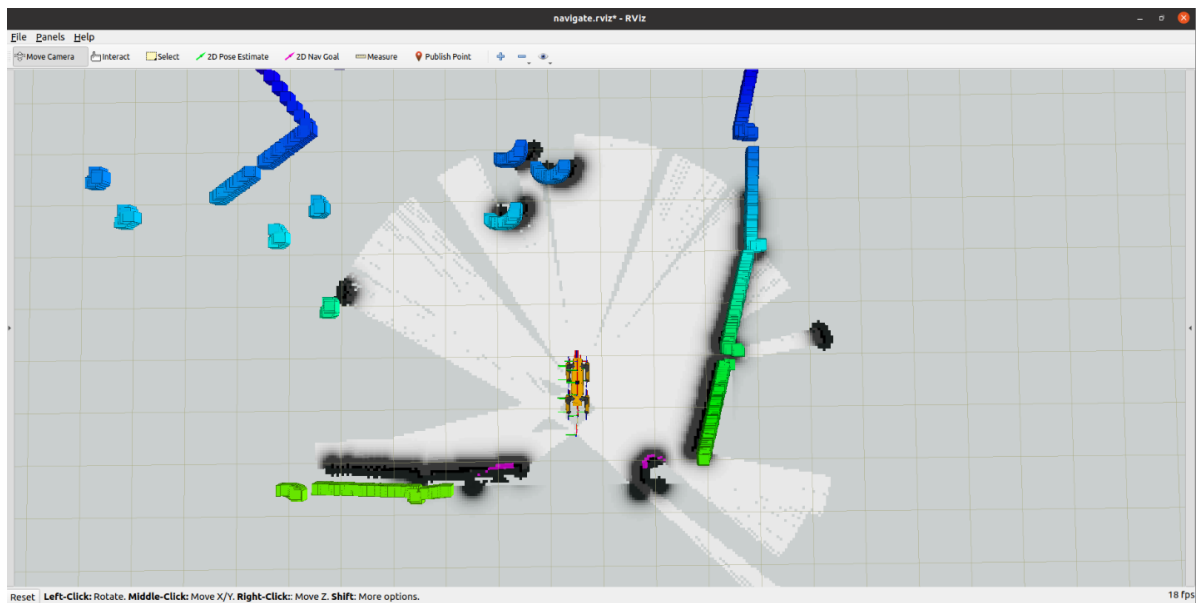 navigate.rviz* - RViz
File Panels Help
Move Camera Interact Select 2D Pose Estimate 2D Nav Goal Measure Publish Point
Reset Left-Click: Rotate. Middle-Click: Move X/Y. Right-Click:: Move Z. Shift: More options. 18 fps